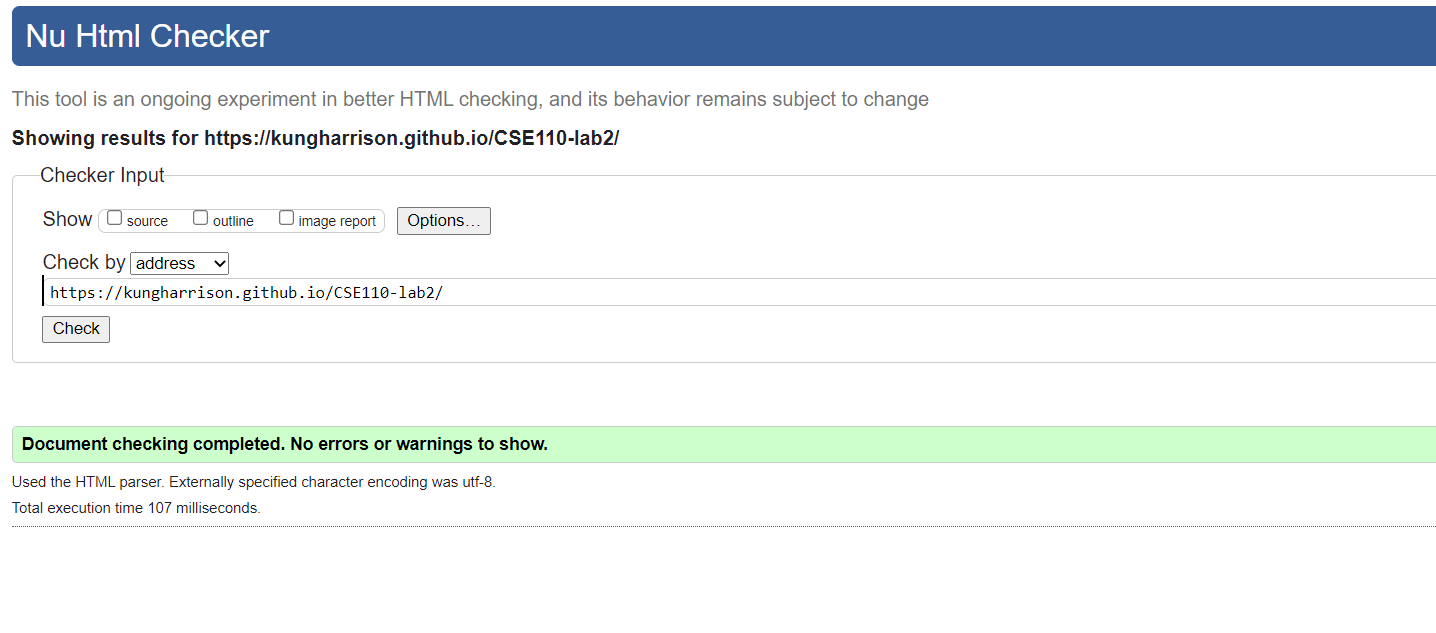 Nu Html Checker
This tool is an ongoing experiment in better HTML checking, and its behavior remains subject to change
Showing results for https://kungharrison.github.io/CSE110-lab2/
Checker Input
Show source outline image report Options…
Check by address
https://kungharrison.github.io/CSE110-lab2/
Check
Document checking completed. No errors or warnings to show.
Used the HTML parser. Externally specified character encoding was utf-8.
Total execution time 107 milliseconds.